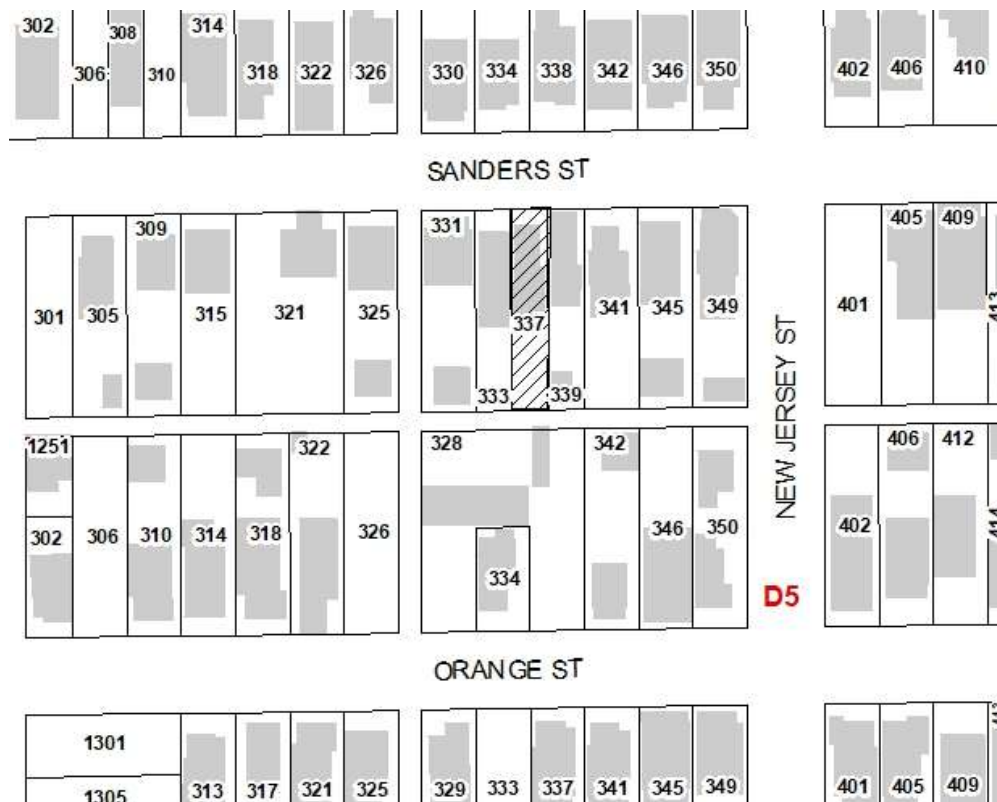 302 308 314
306 310 318 322 326 330 334 338 342 346 350 402 406 410
SANDERS ST
309 331 405 409
301 305 315 321 325 337 341 345 349 401 413
333 339
NEW JERSEY ST
1251 322 328 342 406 412
302 306 310 314 318 326 346 350 402 414
334
D5
ORANGE ST
1301
1305 313 317 321 325 329 333 337 341 345 349 401 405 409